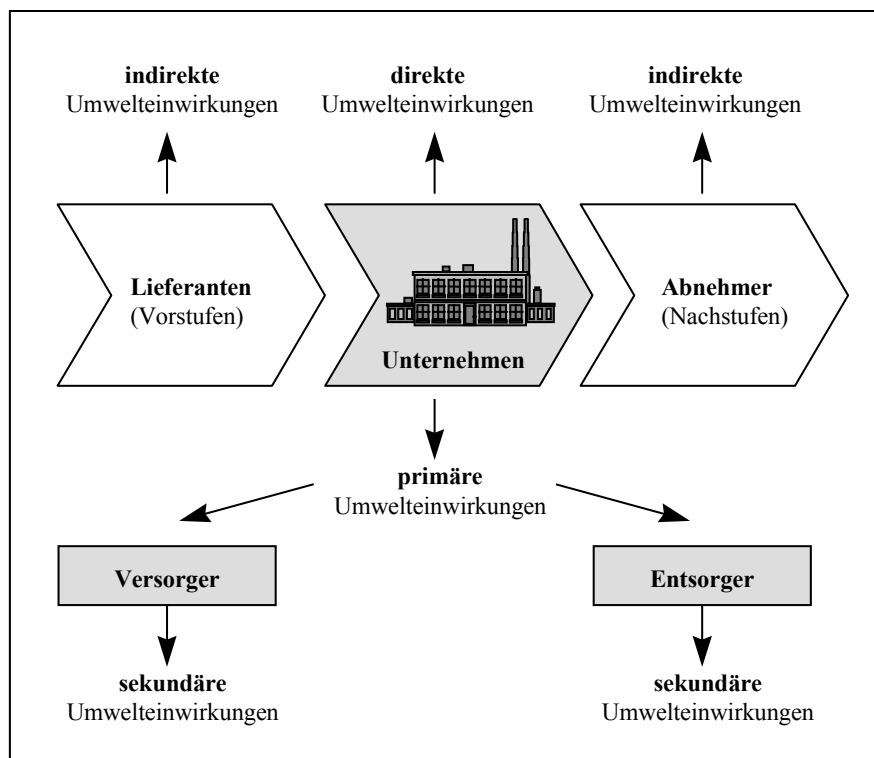 indirekte
Umwelteinwirkungen
direkte
Umwelteinwirkungen
indirekte
Umwelteinwirkungen
Lieferanten
(Vorstufen)
Unternehmen
Abnehmer
(Nachstufen)
primäre
Umwelteinwirkungen
Versorger
Entsorger
sekundäre
Umwelteinwirkungen
sekundäre
Umwelteinwirkungen